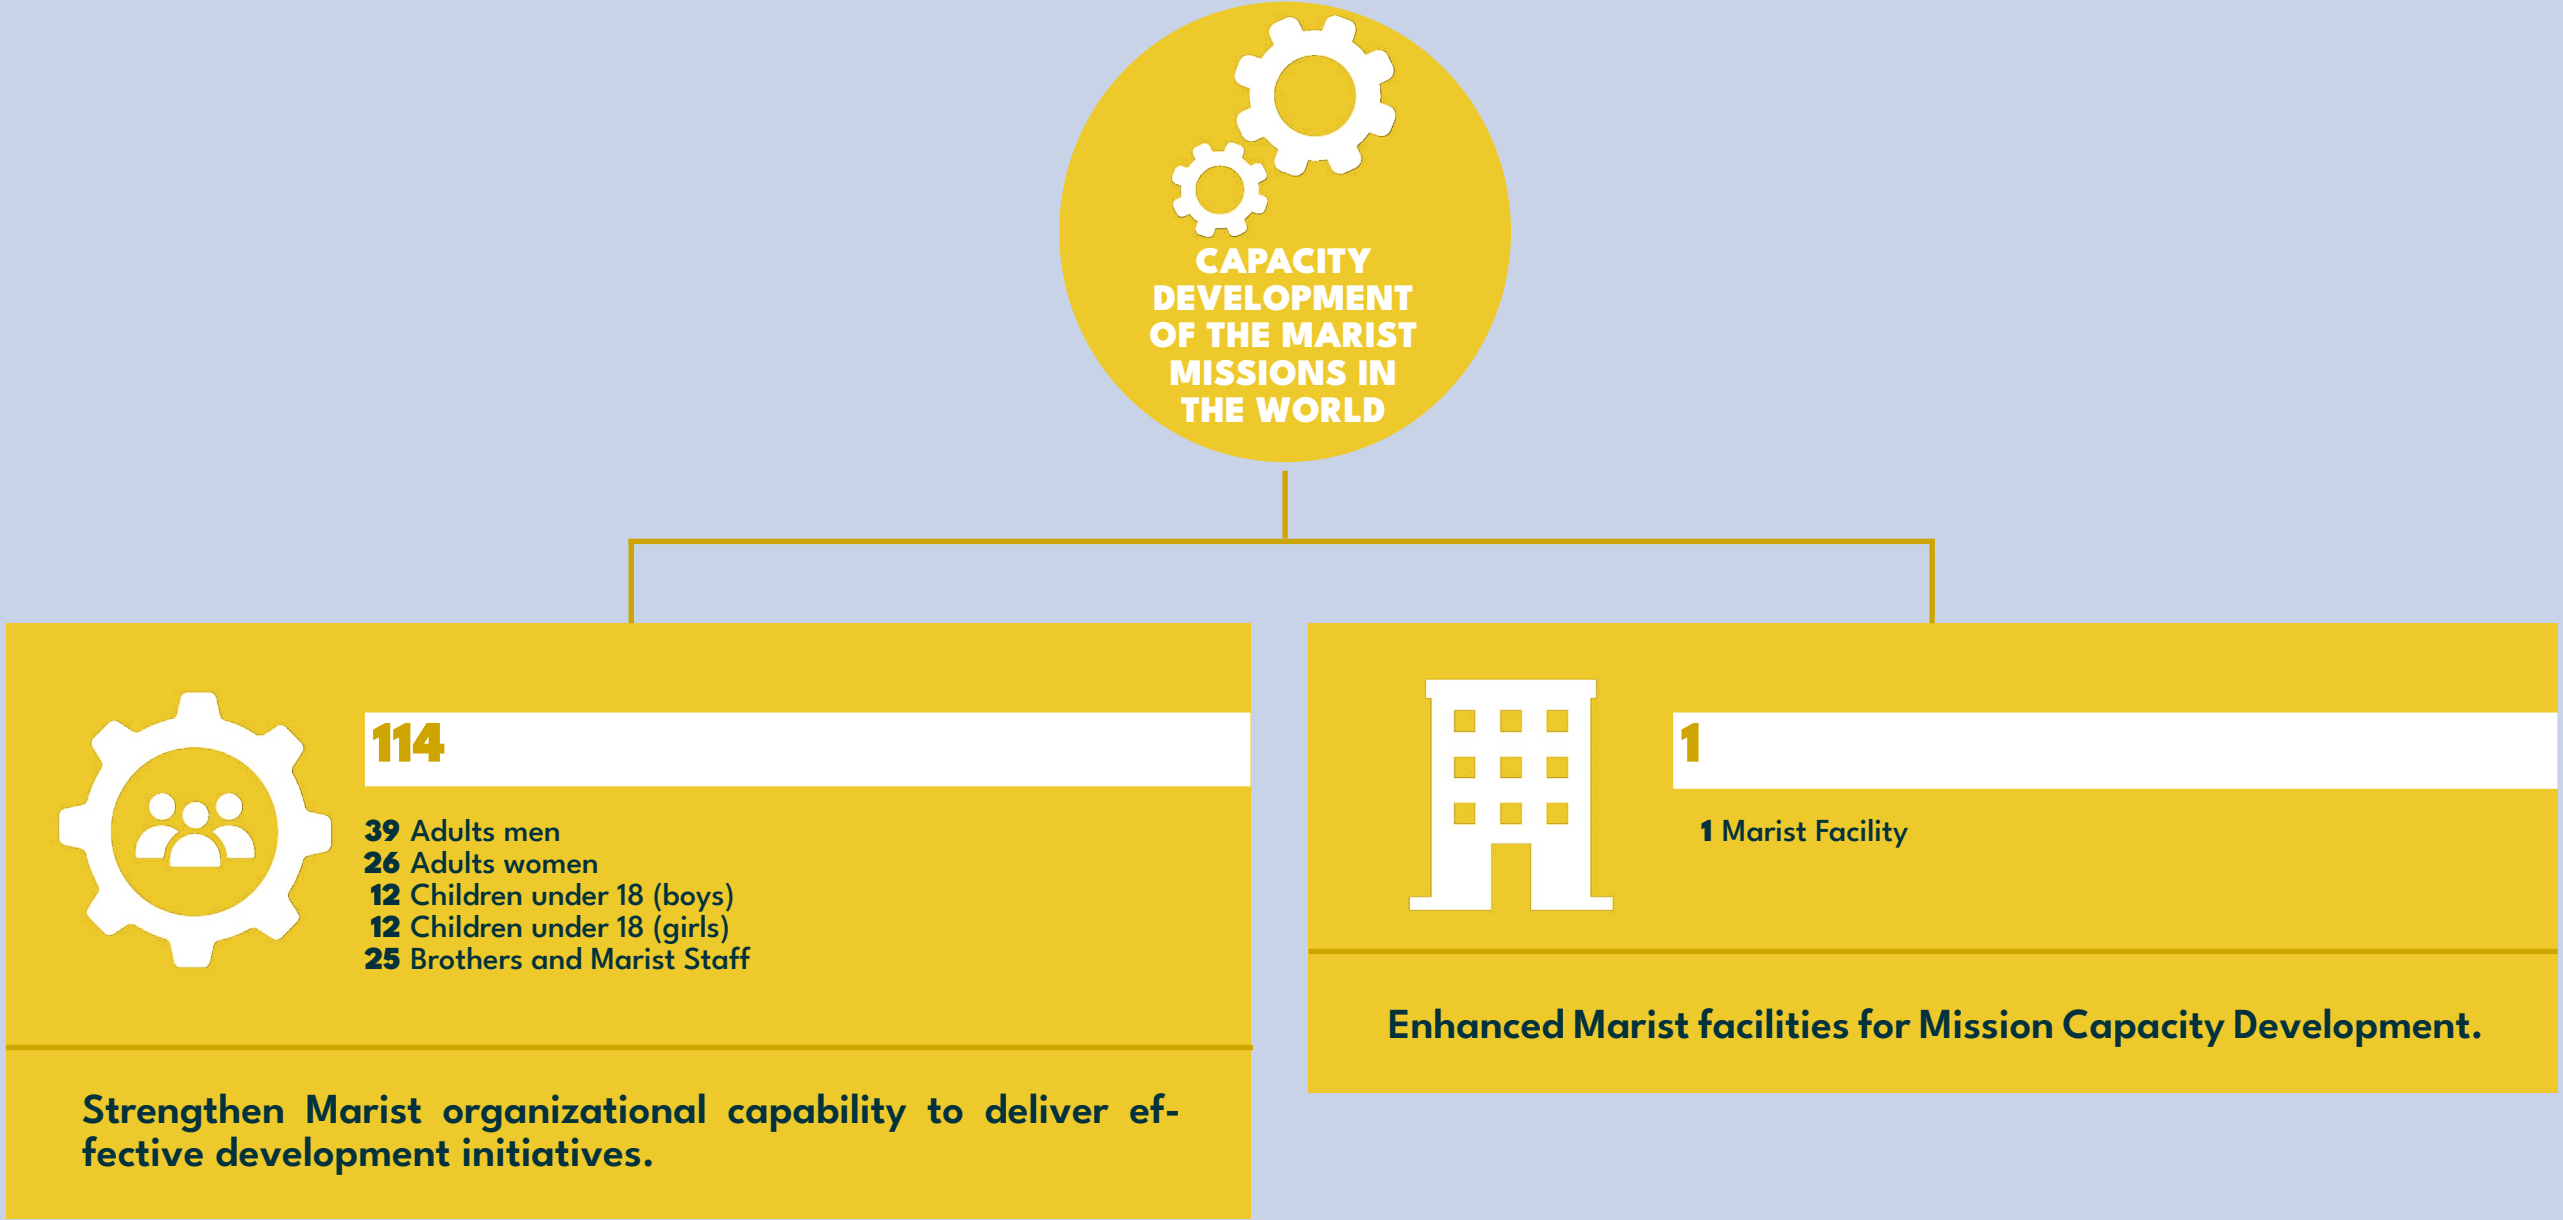 CAPACITY
DEVELOPMENT
OF THE MARIST
MISSIONS IN
THE WORLD
114
39 Adults men
26 Adults women
12 Children under 18 (boys)
12 Children under 18 (girls)
25 Brothers and Marist Staff
Strengthen Marist organizational capability to deliver ef-
fective development initiatives.
1
1 Marist Facility
Enhanced Marist facilities for Mission Capacity Development.